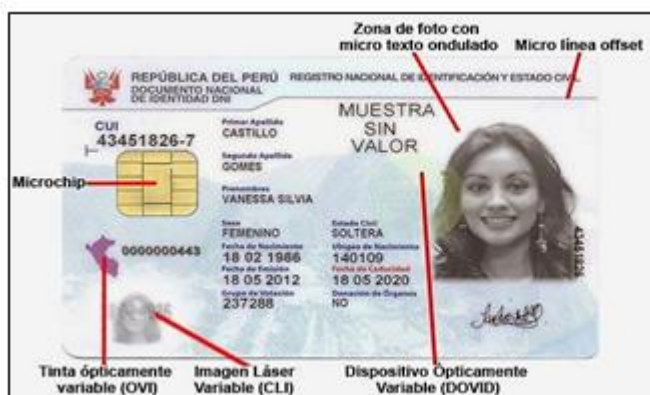 Zona de foto con
micro texto ondulado
Micro línea offset
REPÚBLICA DEL PERÚ REGISTRO NACIONAL DE IDENTIFICACIÓN Y ESTADO CIVIL
DOCUMENTO NACIONAL
DE IDENTIDAD DNI
CUI
43451826-7
Primer Apellido
CASTILLO
MUESTRA
SIN
VALOR
Segundo Apellido
GOMES
Microchip
Prenombres
VANESSA SILVIA
Sexo Estado Civil
FEMENINO SOLTERA
0000000443
Fecha de Nacimiento Ubigeo de Nacimiento
18 02 1986 140109
Fecha de Emisión Fecha de Caducidad
18 05 2012 18 05 2020
Grupo de Votación Donación de Órganos
237288 NO
Tinta ópticamente
variable (OVI)
Imagen Láser
Variable (CLI)
Dispositivo Ópticamente
Variable (DOVID)